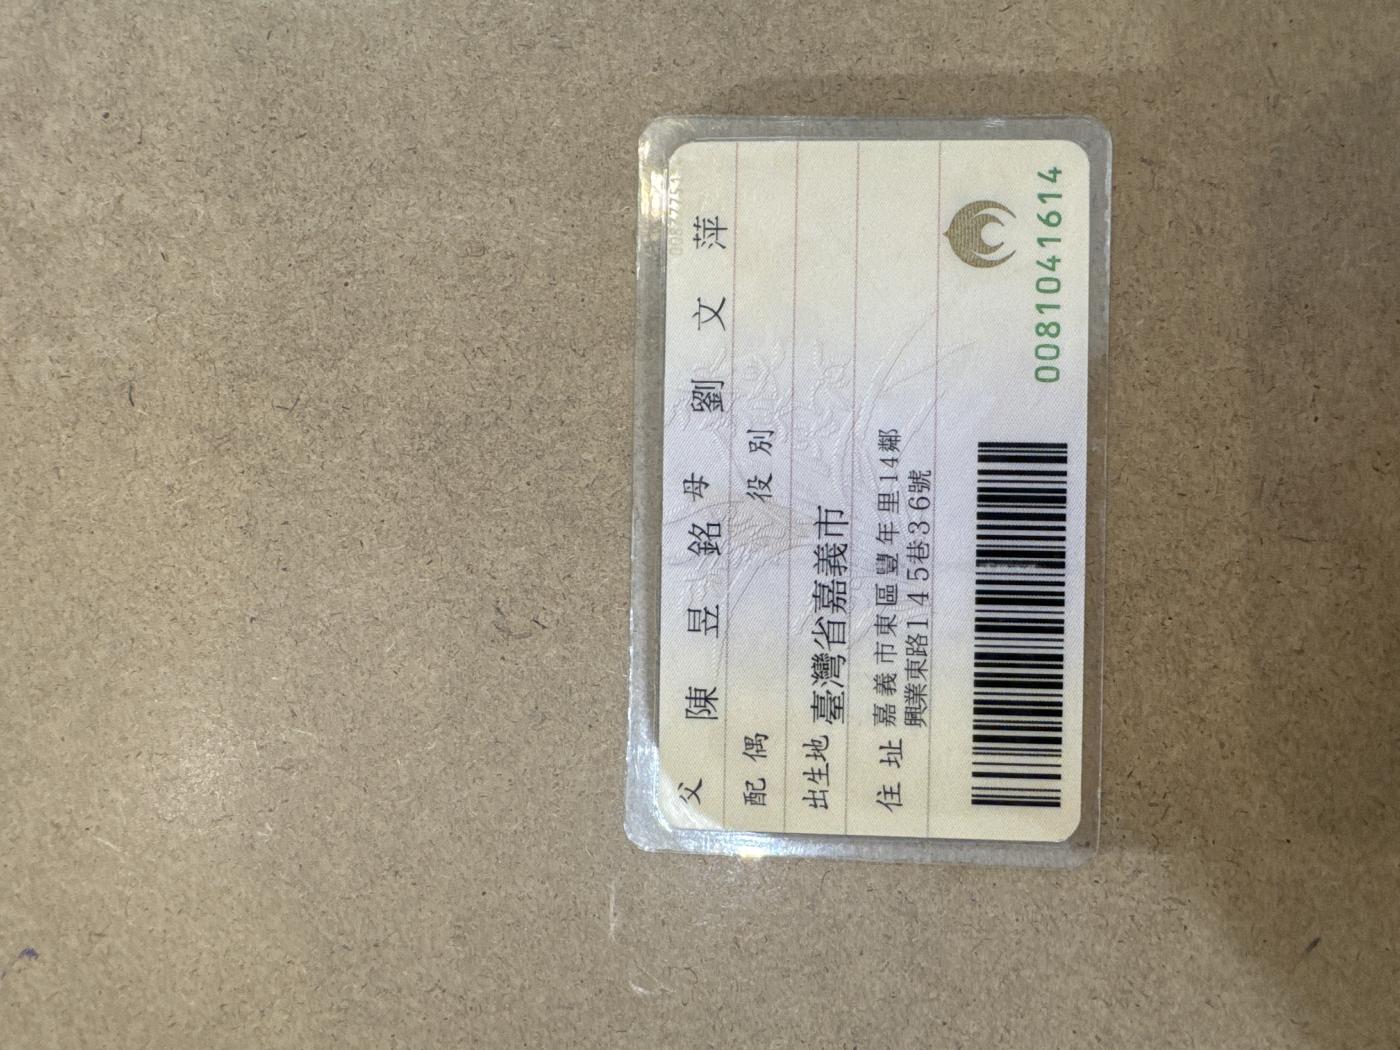 父 陳昱銘 母 劉文萍
配偶 役別
出生地 臺灣省嘉義市
住址 嘉義市東區豐年里14鄰
興業東路145巷36號
0081041614